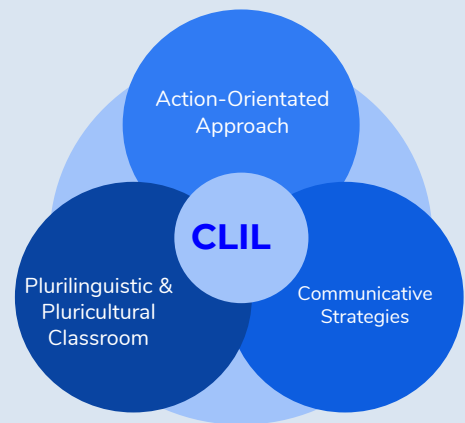 Action-Orientated
Approach
CLIL
Plurilinguistic &
Pluricultural
Classroom
Communicative
Strategies